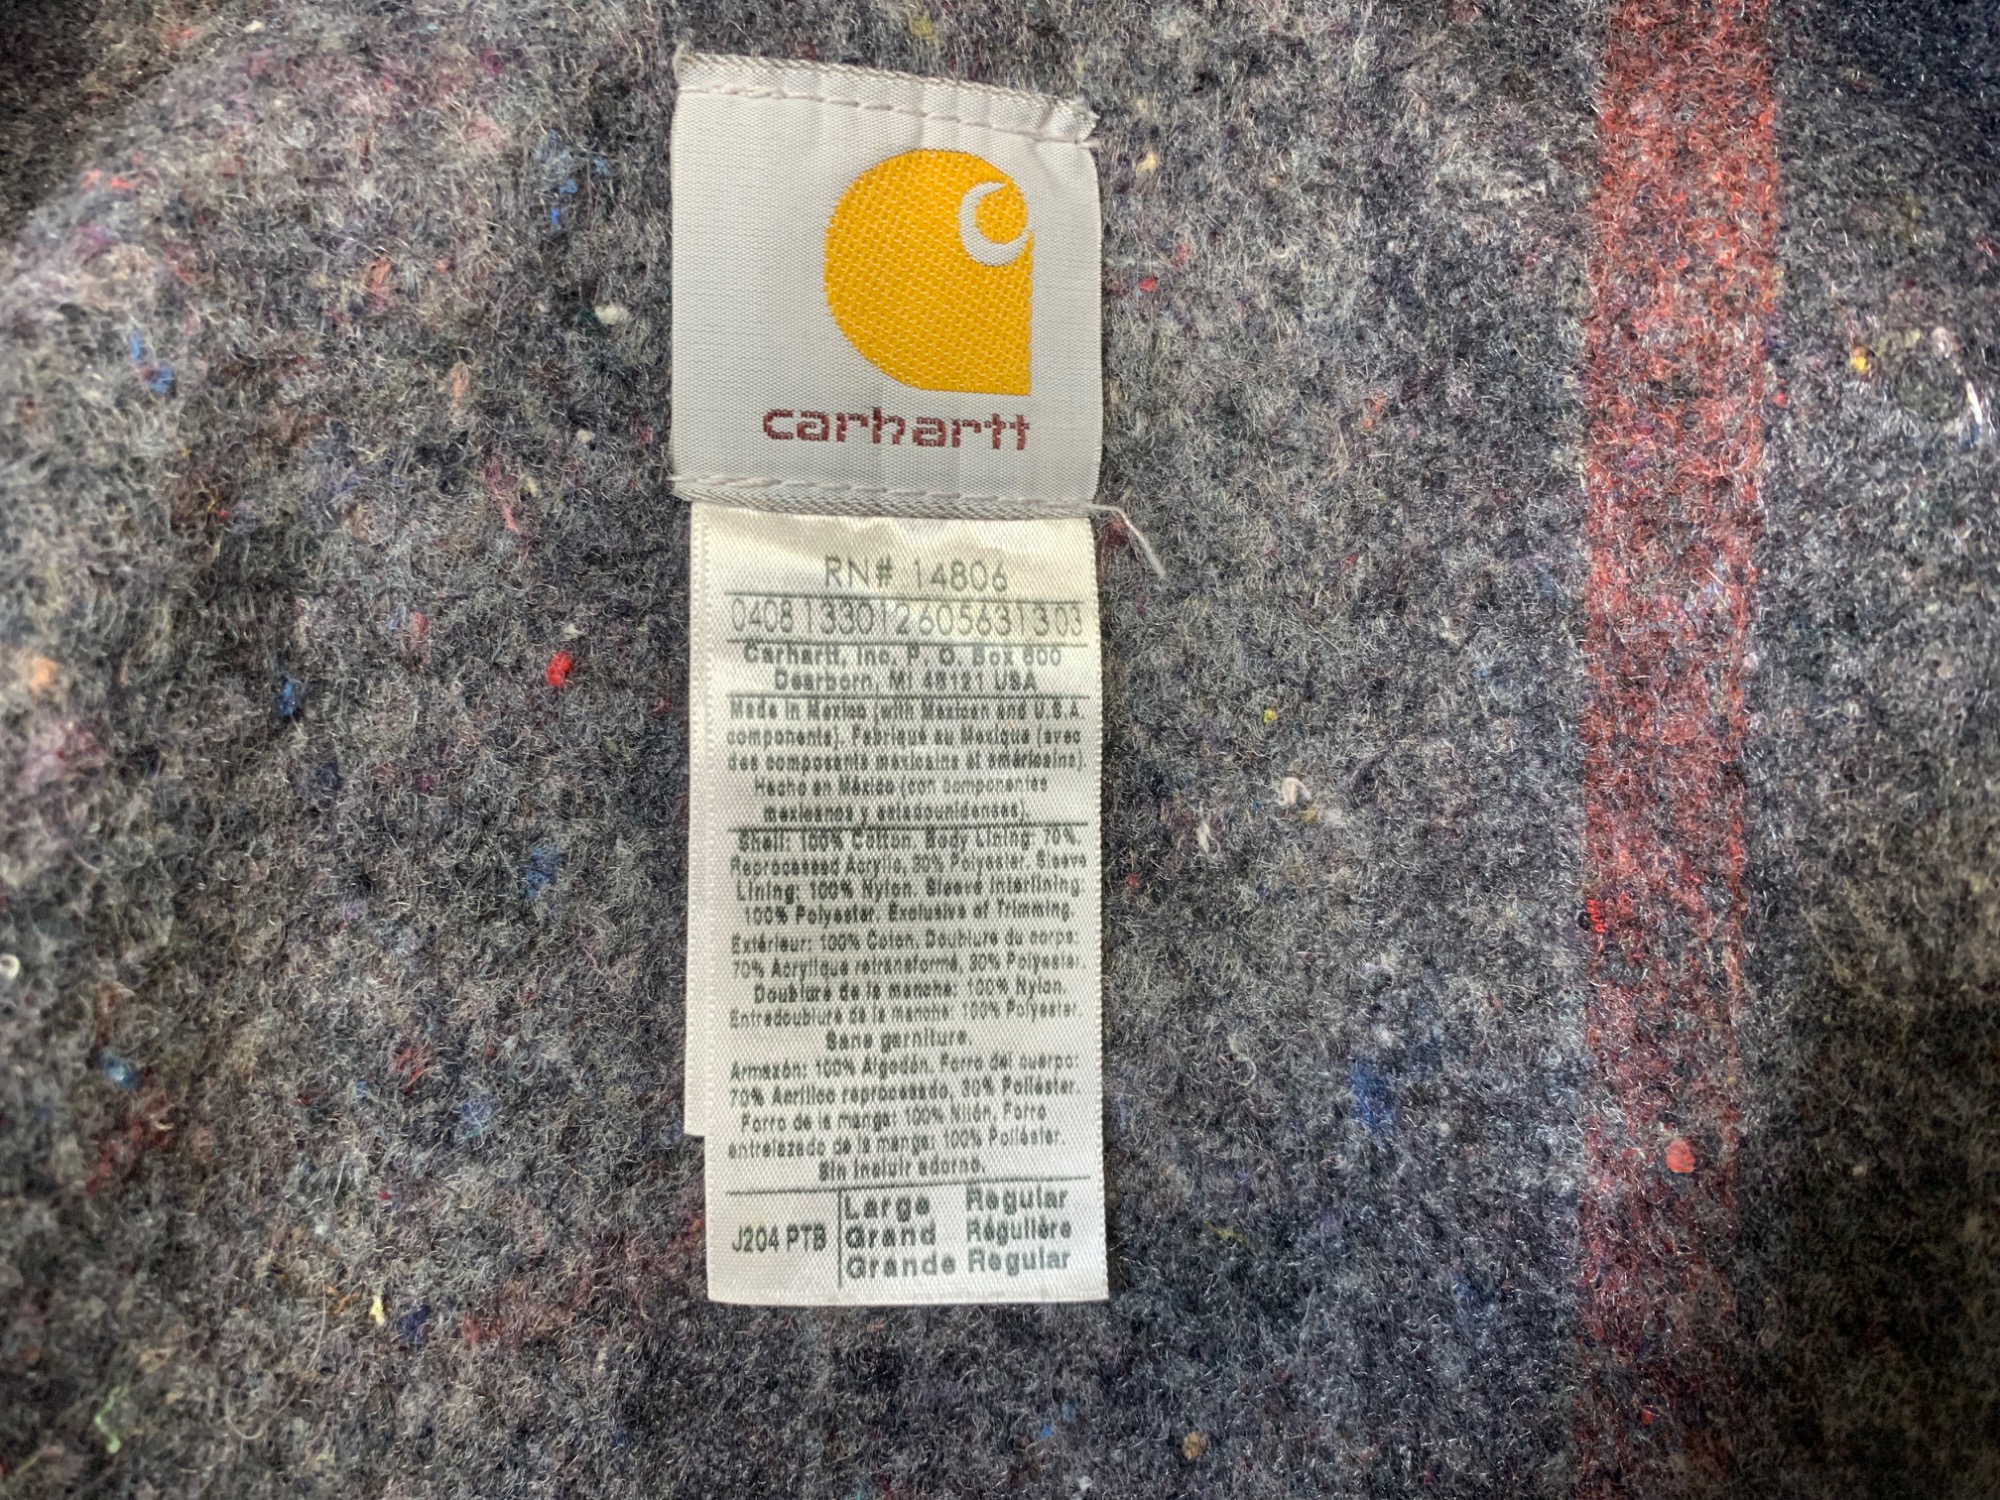 carhartt
RN# 14806
0408133012605631303
Carhartt, Inc. P. O. Box 600
Dearborn, MI 48121 USA
Made in Mexico (with Mexican and U.S.A.
components). Fabriqué au Mexique (avec
des composants mexicains et américains).
Hecho en México (con componentes
mexicanos y estadounidenses).
Shell: 100% Cotton. Body Lining: 70%
Reprocessed Acrylic, 30% Polyester. Sleeve
Lining: 100% Nylon. Sleeve Interlining:
100% Polyester. Exclusive of Trimming.
Extérieur: 100% Coton. Doublure du corps:
70% Acrylique retransformé, 30% Polyester.
Doublure de la manche: 100% Nylon.
Entredoublure de la manche: 100% Polyester.
Sans garniture.
Armazón: 100% Algodón. Forro del cuerpo:
70% Acrílico reprocesado, 30% Poliéster.
Forro de la manga: 100% Nilón. Forro
entrelazado de la manga: 100% Poliéster.
Sin incluir adorno.
J204 PTB
Large Regular
Grand Régulière
Grande Regular